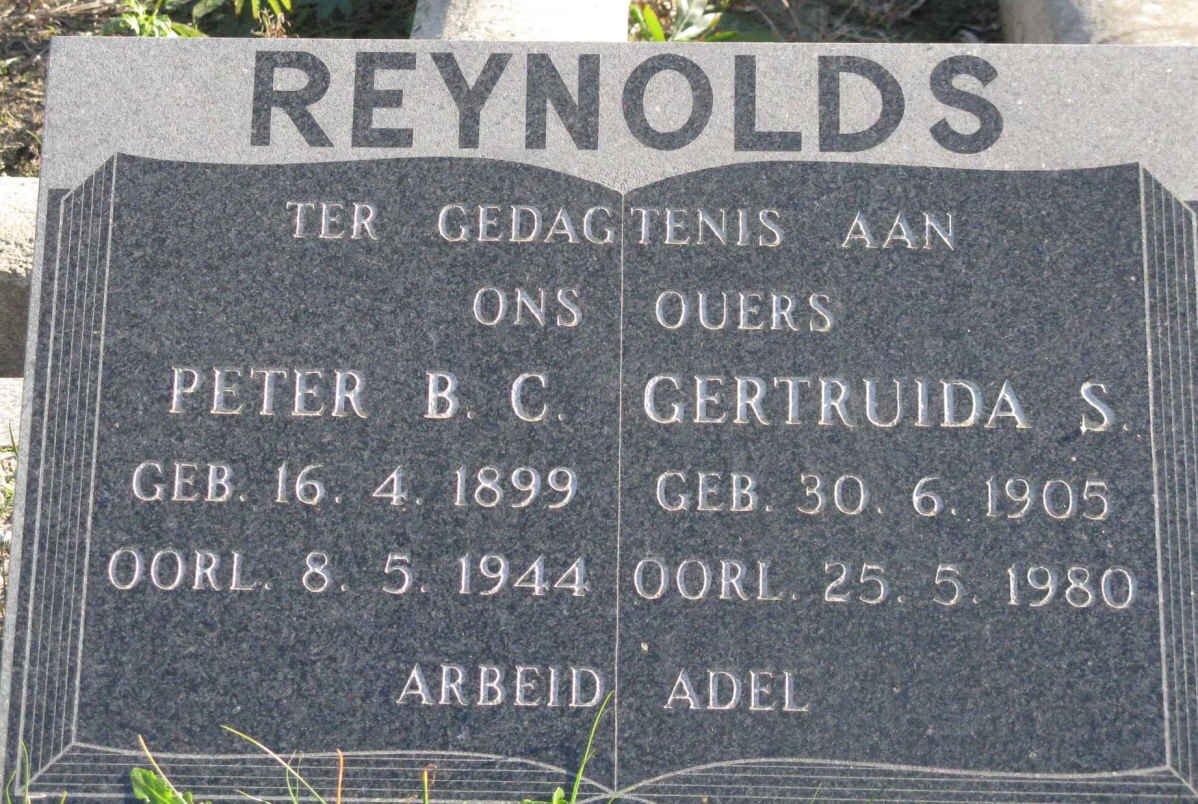 REYNOLDS
TER GEDAGTENIS AAN
ONS OUERS
PETER B. C. GERTRUIDA S.
GEB. 16. 4. 1899 GEB. 30. 6. 1905
OORL. 8. 5. 1944 OORL. 25. 5. 1980
ARBEID ADEL